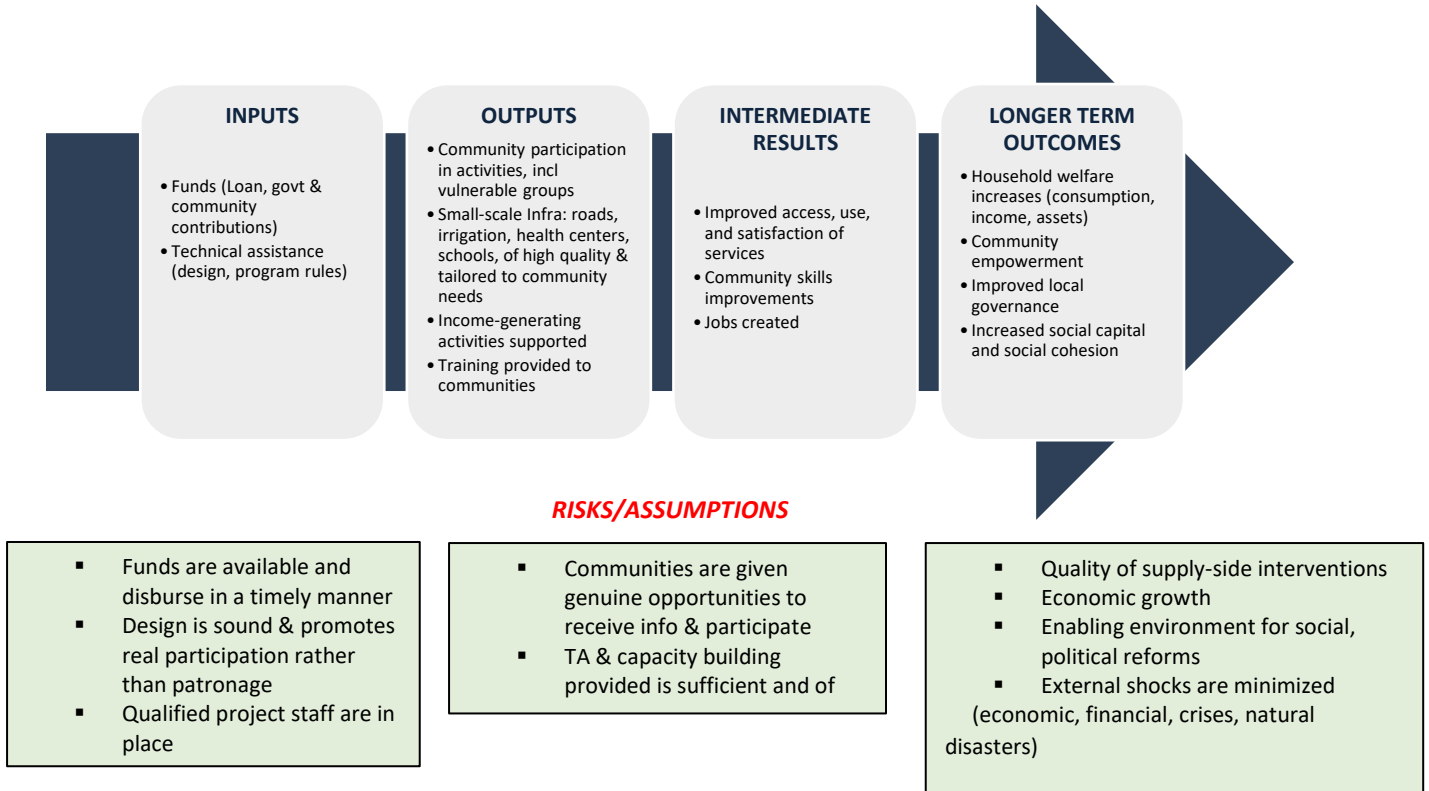 INPUTS
• Funds (Loan, govt &
community
contributions)
• Technical assistance
(design, program rules)
OUTPUTS
• Community participation
in activities, incl
vulnerable groups
• Small-scale Infra: roads,
irrigation, health centers,
schools, of high quality &
tailored to community
needs
• Income-generating
activities supported
• Training provided to
communities
INTERMEDIATE
RESULTS
• Improved access, use,
and satisfaction of
services
• Community skills
improvements
• Jobs created
LONGER TERM
OUTCOMES
• Household welfare
increases (consumption,
income, assets)
• Community
empowerment
• Improved local
governance
• Increased social capital
and social cohesion
RISKS/ASSUMPTIONS
▪ Funds are available and
disburse in a timely manner
▪ Design is sound & promotes
real participation rather
than patronage
▪ Qualified project staff are in
place
▪ Communities are given
genuine opportunities to
receive info & participate
▪ TA & capacity building
provided is sufficient and of
▪ Quality of supply-side interventions
▪ Economic growth
▪ Enabling environment for social,
political reforms
▪ External shocks are minimized
(economic, financial, crises, natural
disasters)